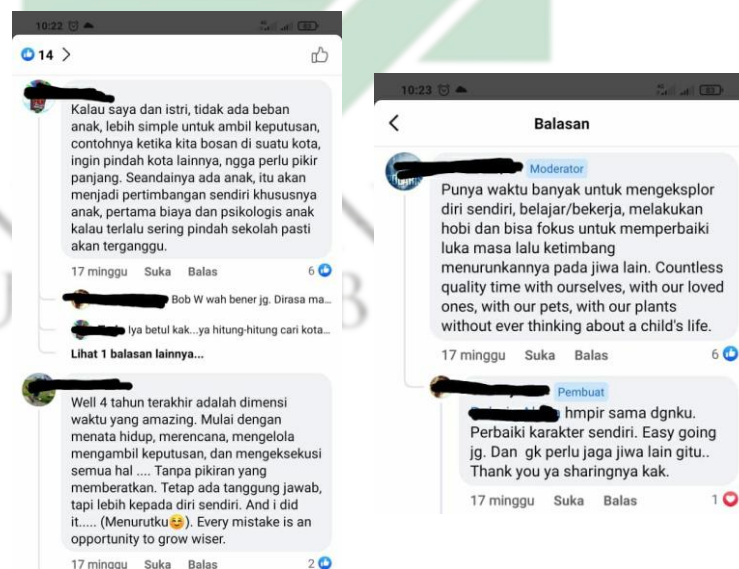 10:22
14 >
Kalau saya dan istri, tidak ada beban
anak, lebih simple untuk ambil keputusan,
contohnya ketika kita bosan di suatu kota,
ingin pindah kota lainnya, ngga perlu pikir
panjang. Seandainya ada anak, itu akan
menjadi pertimbangan sendiri khususnya
anak, pertama biaya dan psikologis anak
kalau terlalu sering pindah sekolah pasti
akan terganggu.
17 minggu Suka Balas 6
Bob W wah bener jg. Dirasa ma...
Iya betul kak...ya hitung-hitung cari kota...
Lihat 1 balasan lainnya...
Well 4 tahun terakhir adalah dimensi
waktu yang amazing. Mulai dengan
menata hidup, merencana, mengelola
mengambil keputusan, dan mengeksekusi
semua hal .... Tanpa pikiran yang
memberatkan. Tetap ada tanggung jawab,
tapi lebih kepada diri sendiri. And i did
it..... (Menurutku😊). Every mistake is an
opportunity to grow wiser.
17 minggu Suka Balas 2
10:23
Balasan
Moderator
Punya waktu banyak untuk mengeksplor
diri sendiri, belajar/bekerja, melakukan
hobi dan bisa fokus untuk memperbaiki
luka masa lalu ketimbang
menurunkannya pada jiwa lain. Countless
quality time with ourselves, with our loved
ones, with our pets, with our plants
without ever thinking about a child's life.
17 minggu Suka Balas 6
Pembuat
hmpir sama dgnku.
Perbaiki karakter sendiri. Easy going
jg. Dan gk perlu jaga jiwa lain gitu..
Thank you ya sharingnya kak.
17 minggu Suka Balas 1